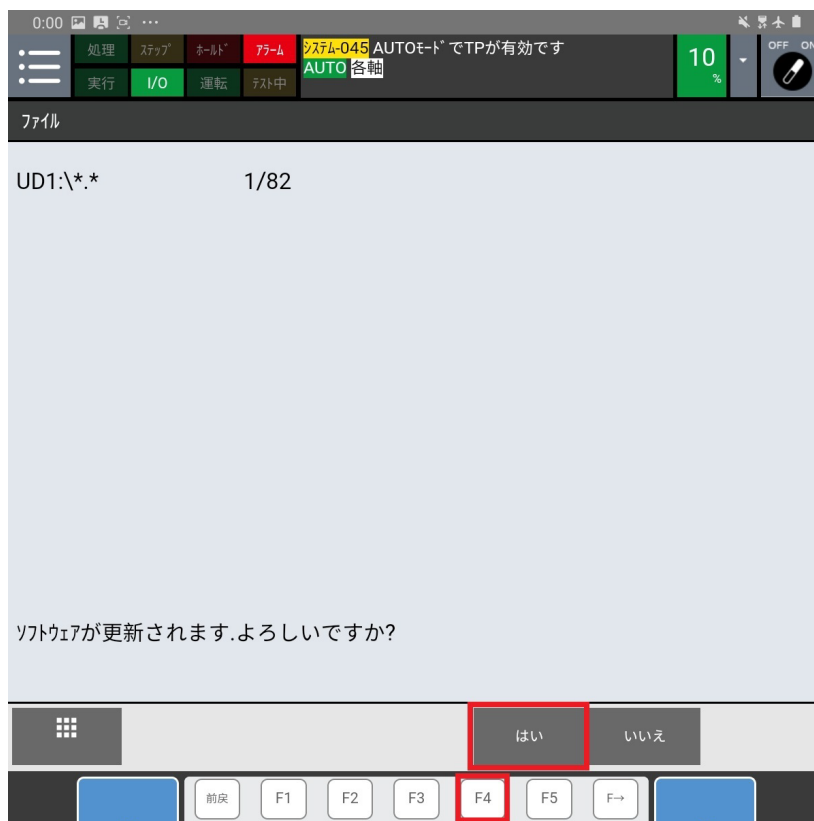 0:00 ...
処理 ｽﾃｯﾌﾟ ﾎｰﾙﾄﾞ ｱﾗｰﾑ ｼｽﾃﾑ-045 AUTOﾓｰﾄﾞでTPが有効です
実行 I/O 運転 ﾃｽﾄ中 AUTO 各軸
10
%
OFF ON
ﾌｧｲﾙ
UD1:\*.* 1/82
ｿﾌﾄｳｪｱが更新されます.よろしいですか?
はい いいえ
前戻 F1 F2 F3 F4 F5 F→